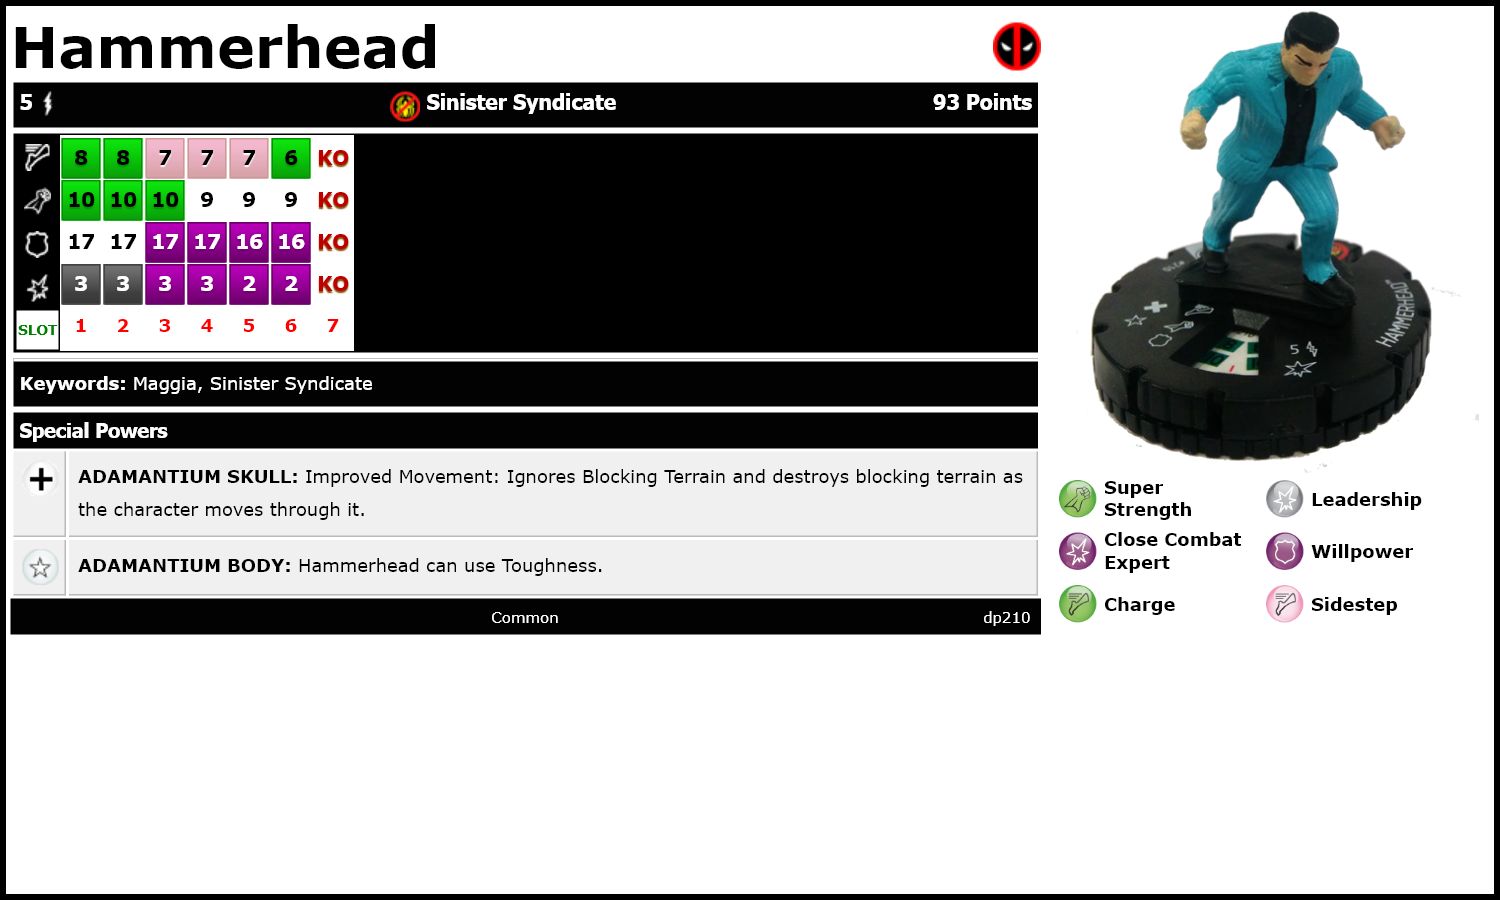 Hammerhead
5 Sinister Syndicate 93 Points
8 8 7 7 7 6 KO
10 10 10 9 9 9 KO
17 17 17 17 16 16 KO
3 3 3 3 2 2 KO
SLOT 1 2 3 4 5 6 7
Keywords: Maggia, Sinister Syndicate
Special Powers
ADAMANTIUM SKULL: Improved Movement: Ignores Blocking Terrain and destroys blocking terrain as
the character moves through it.
ADAMANTIUM BODY: Hammerhead can use Toughness.
Common dp210
HAMMERHEAD
5
Super
Strength
Leadership
Close Combat
Expert
Willpower
Charge
Sidestep